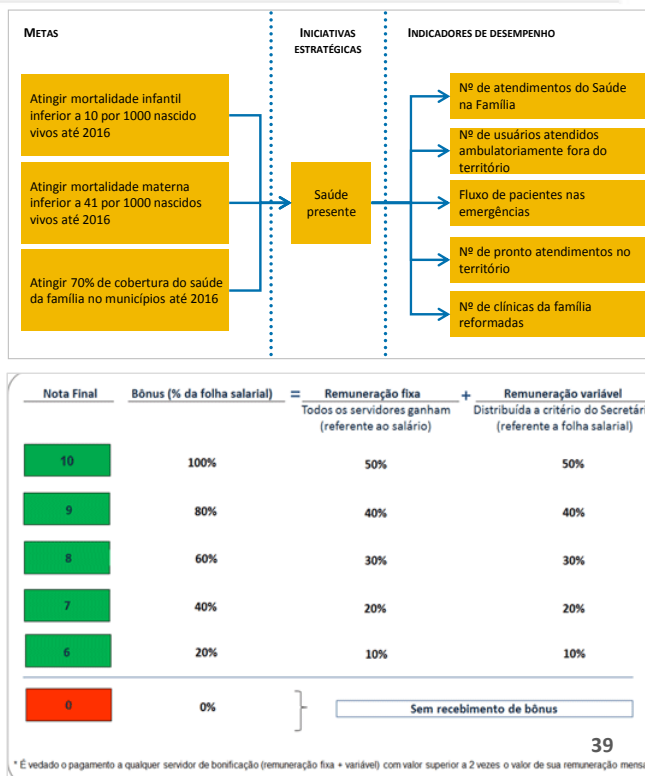 METAS
INICIATIVAS
ESTRATÉGICAS
INDICADORES DE DESEMPENHO
Atingir mortalidade infantil
inferior a 10 por 1000 nascido
vivos até 2016
Atingir mortalidade materna
inferior a 41 por 1000 nascidos
vivos até 2016
Atingir 70% de cobertura do saúde
da família no municípios até 2016
Saúde
presente
Nº de atendimentos do Saúde
na Família
Nº de usuários atendidos
ambulatoriamente fora do
território
Fluxo de pacientes nas
emergências
Nº de pronto atendimentos no
território
Nº de clínicas da família
reformadas
Nota Final Bônus (% da folha salarial) = Remuneração fixa + Remuneração variável
Todos os servidores ganham Distribuída a critério do Secretári
(referente ao salário) (referente a folha salarial)
10 100% 50% 50%
9 80% 40% 40%
8 60% 30% 30%
7 40% 20% 20%
6 20% 10% 10%
0 0% Sem recebimento de bônus
39
* É vedado o pagamento a qualquer servidor de bonificação (remuneração fixa + variável) com valor superior a 2 vezes o valor de sua remuneração mensa